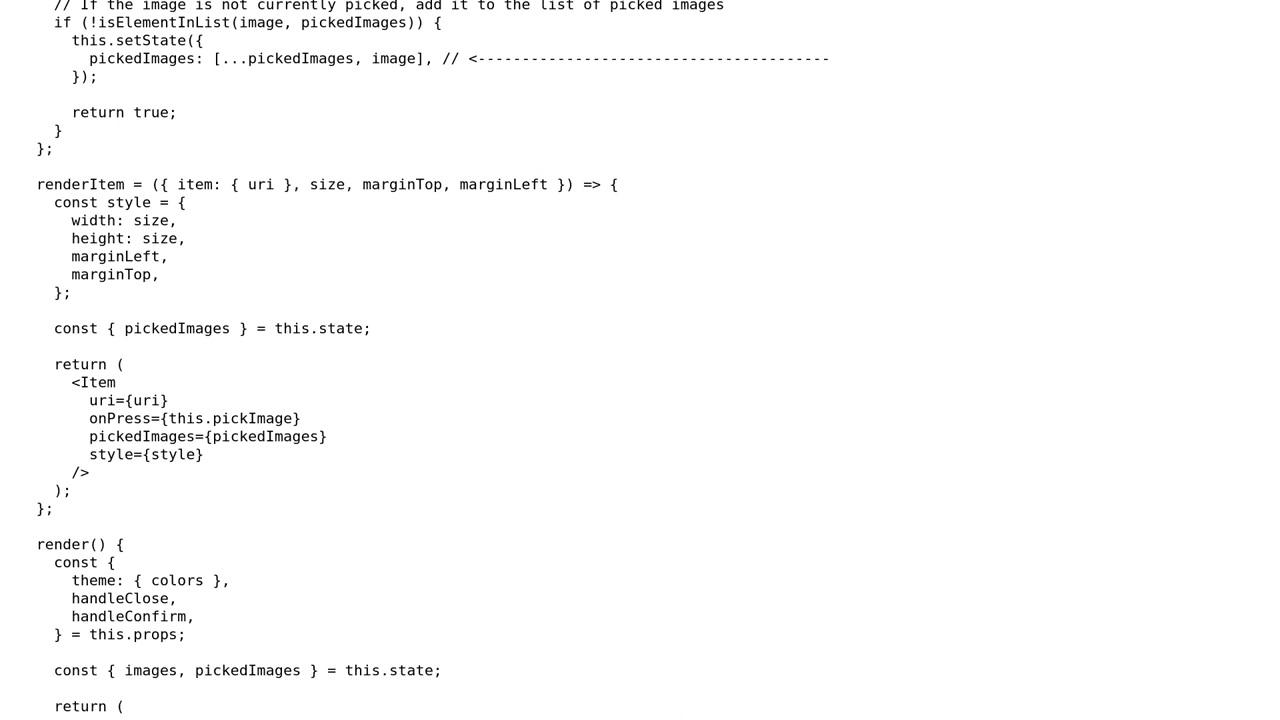 // If the image is not currently picked, add it to the list of picked images
if (!isElementInList(image, pickedImages)) {
this.setState({
pickedImages: [...pickedImages, image], // <----------------------------------------
});
return true;
}
};
renderItem = ({ item: { uri }, size, marginTop, marginLeft }) => {
const style = {
width: size,
height: size,
marginLeft,
marginTop,
};
const { pickedImages } = this.state;
return (
<Item
uri={uri}
onPress={this.pickImage}
pickedImages={pickedImages}
style={style}
/>
);
};
render() {
const {
theme: { colors },
handleClose,
handleConfirm,
} = this.props;
const { images, pickedImages } = this.state;
return (